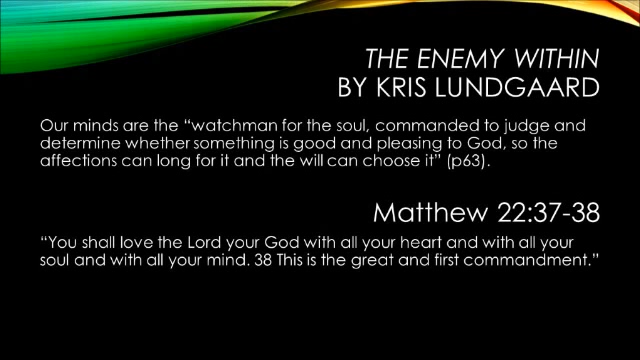 THE ENEMY WITHIN
BY KRIS LUNDGAARD
Our minds are the “watchman for the soul, commanded to judge and
determine whether something is good and pleasing to God, so the
affections can long for it and the will can choose it” (p63).
Matthew 22:37-38
“You shall love the Lord your God with all your heart and with all your
soul and with all your mind. 38 This is the great and first commandment.”